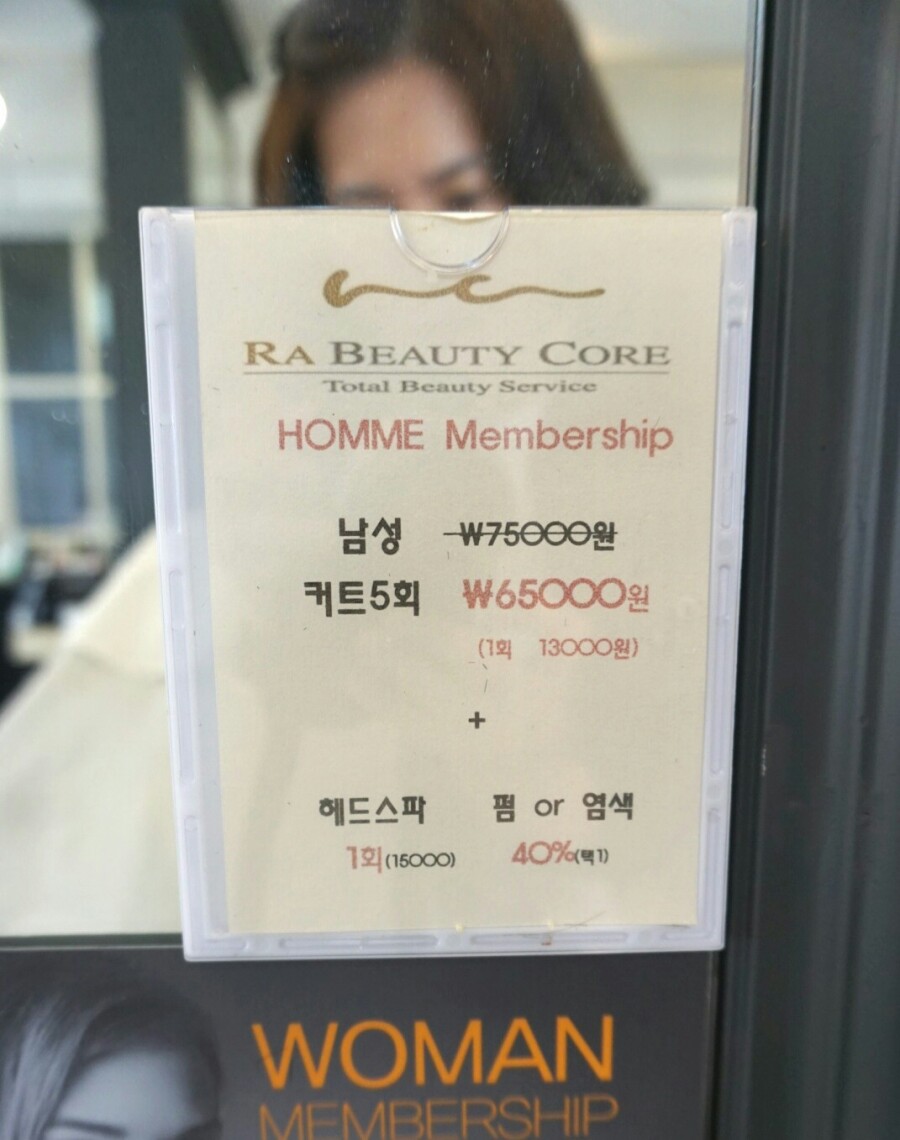 RA BEAUTY CORE
Total Beauty Service
HOMME Membership
남성 ₩75000원
커트5회 ₩65000원
(1회 13000원)
+
헤드스파 펌 or 염색
1회(15000) 40%(택1)
WOMAN
MEMBERSHIP